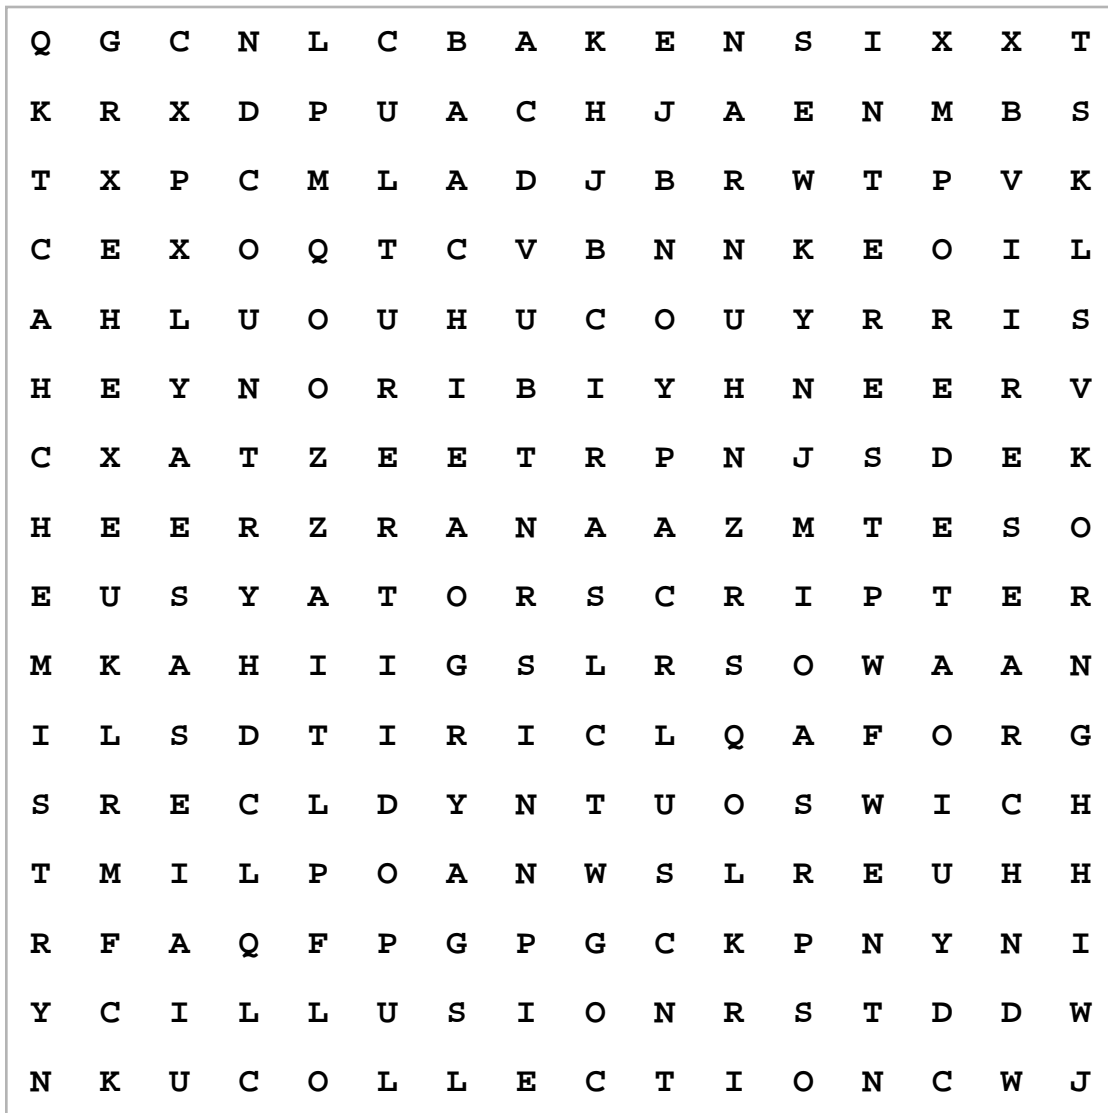 Q G C N L C B A K E N S I X X T
K R X D P U A C H J A E N M B S
T X P C M L A D J B R W T P V K
C E X O Q T C V B N N K E O I L
A H L U O U H U C O U Y R R I S
H E Y N O R I B I Y H N E E R V
C X A T Z E E T R P N J S D E K
H E E R Z R A N A A Z M T E S O
E U S Y A T O R S C R I P T E R
M K A H I I G S L R S O W A A N
I L S D T I R I C L Q A F O R G
S R E C L D Y N T U O S W I C H
T M I L P O A N W S L R E U H H
R F A Q F P G P G C K P N Y N I
Y C I L L U S I O N R S T D D W
N K U C O L L E C T I O N C W J